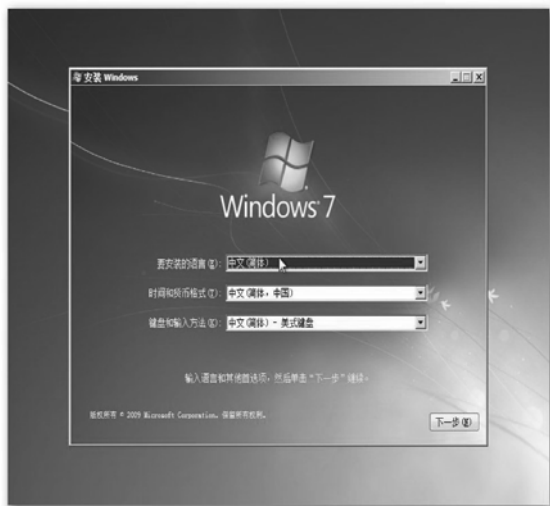 安装 Windows
Windows 7
要安装的语言(E): 中文(简体)
时间和货币格式(T): 中文(简体，中国)
键盘和输入方法(K): 中文(简体) - 美式键盘
输入语言和其他首选项，然后单击“下一步”继续。
版权所有 © 2009 Microsoft Corporation。保留所有权利。
下一步(N)